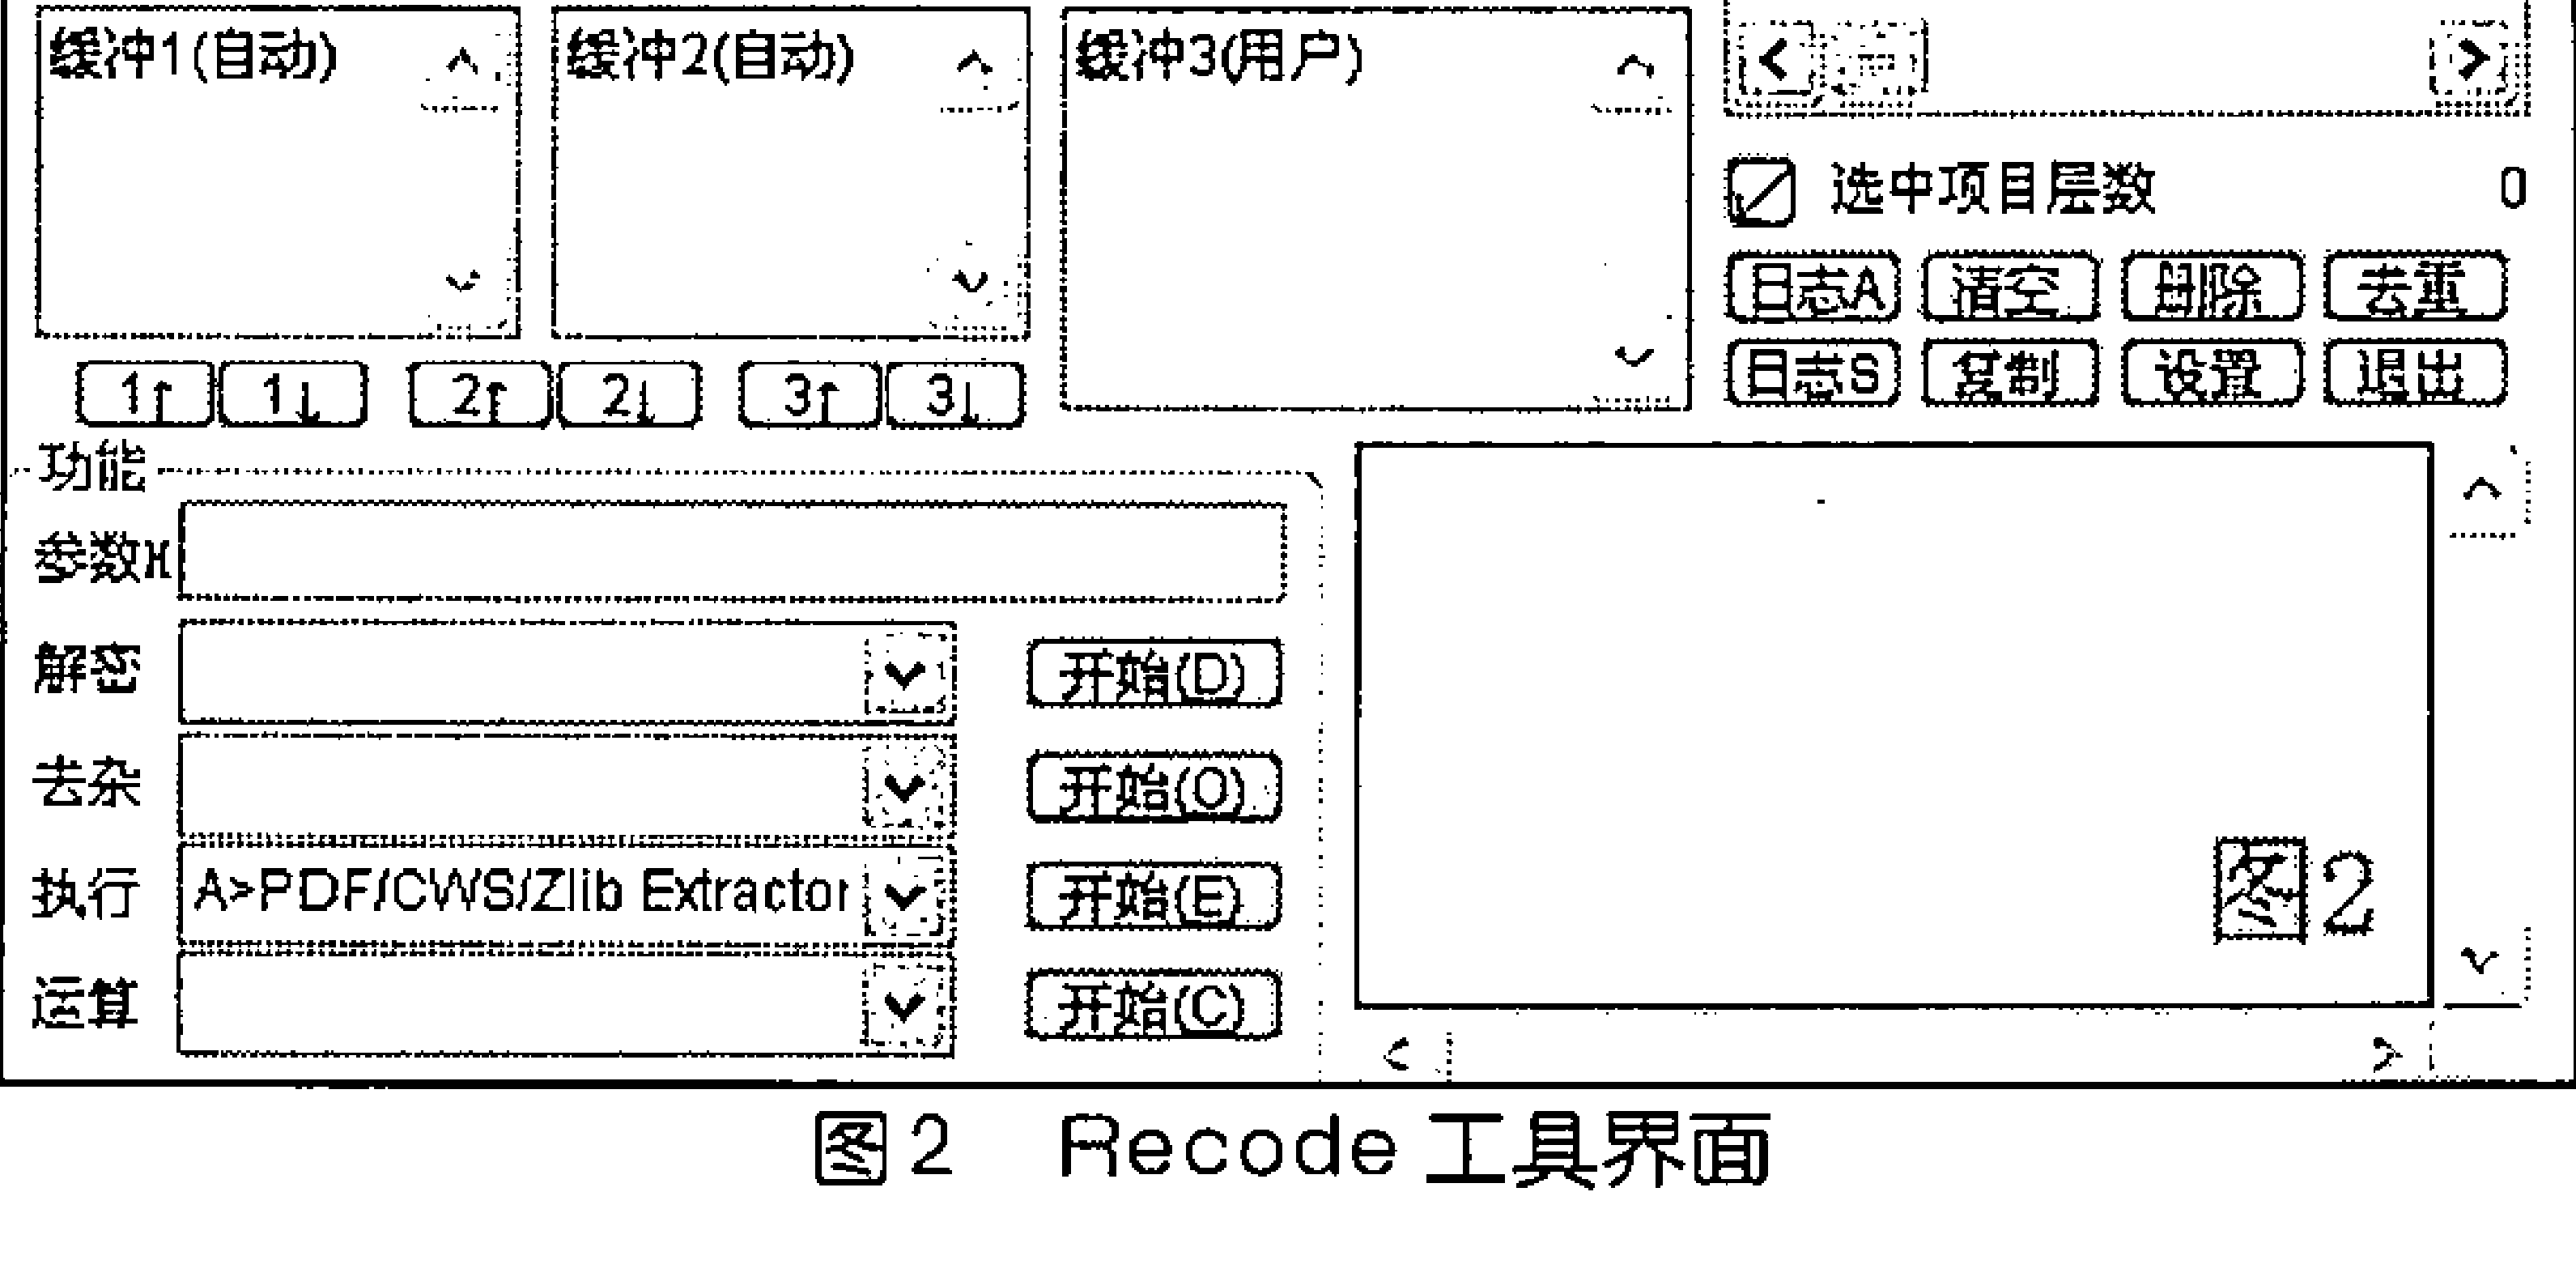 缓冲1(自动) 缓冲2(自动) 缓冲3(用户)
选中项目层数 0
日志A 清空 删除 去重
日志S 复制 设置 退出
1↑ 1↓ 2↑ 2↓ 3↑ 3↓
功能
参数
解密 开始(D)
去杂 开始(O)
执行 A>PDF/CWS/Zlib Extractor 开始(E)
运算 开始(C)
图2
图2 Recode 工具界面